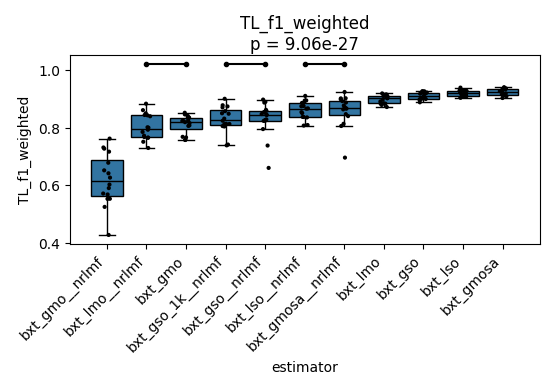 TL_f1_weighted
p = 9.06e-27
TL_f1_weighted
1.0
0.8
0.6
0.4
bxt_gmo__nrlmf
bxt_lmo__nrlmf
bxt_gmo
bxt_gso_1k__nrlmf
bxt_gso__nrlmf
bxt_lso__nrlmf
bxt_gmosa__nrlmf
bxt_lmo
bxt_gso
bxt_lso
bxt_gmosa
estimator